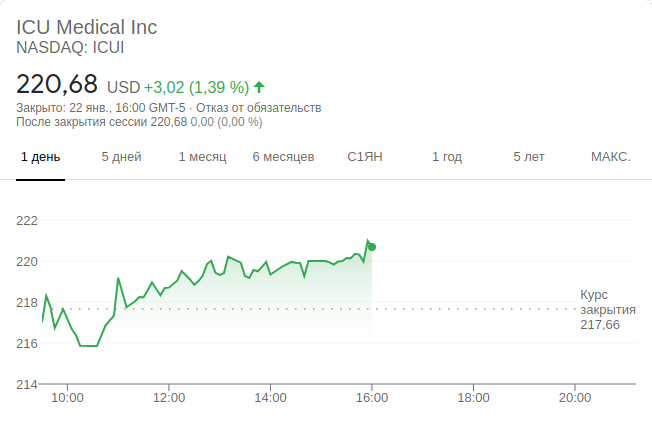 ICU Medical Inc
NASDAQ: ICUI
220,68 USD +3,02 (1,39 %)
Закрыто: 22 янв., 16:00 GMT-5 · Отказ от обязательств
После закрытия сессии 220,68 0,00 (0,00 %)
1 день 5 дней 1 месяц 6 месяцев С1ЯН 1 год 5 лет МАКС.
222
220
218
216
214
Курс
закрытия
217,66
10:00 12:00 14:00 16:00 18:00 20:00